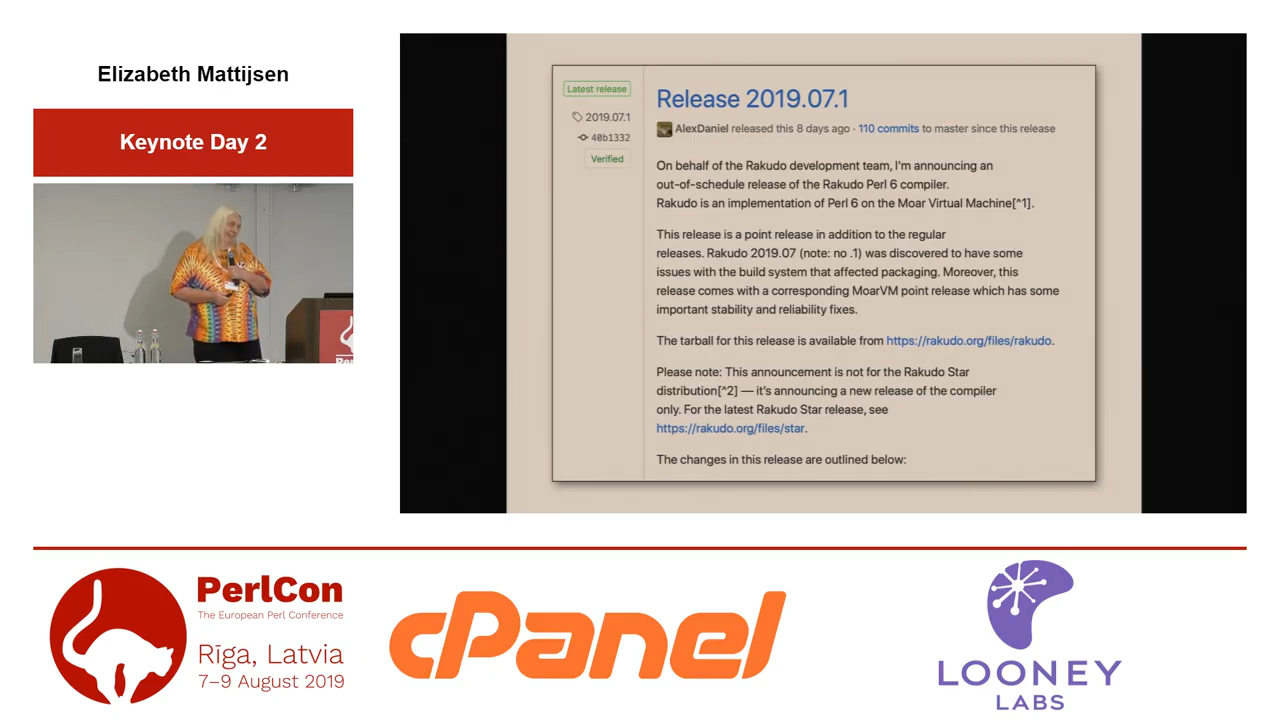 Elizabeth Mattijsen
Keynote Day 2
Latest release
2019.07.1
40b1332
Verified
Release 2019.07.1
AlexDaniel released this 8 days ago · 110 commits to master since this release
On behalf of the Rakudo development team, I'm announcing an
out-of-schedule release of the Rakudo Perl 6 compiler.
Rakudo is an implementation of Perl 6 on the Moar Virtual Machine[^1].
This release is a point release in addition to the regular
releases. Rakudo 2019.07 (note: no .1) was discovered to have some
issues with the build system that affected packaging. Moreover, this
release comes with a corresponding MoarVM point release which has some
important stability and reliability fixes.
The tarball for this release is available from https://rakudo.org/files/rakudo.
Please note: This announcement is not for the Rakudo Star
distribution[^2] — it's announcing a new release of the compiler
only. For the latest Rakudo Star release, see
https://rakudo.org/files/star.
The changes in this release are outlined below:
PerlCon
The European Perl Conference
Rīga, Latvia
7–9 August 2019
cPanel
LOONEY
LABS